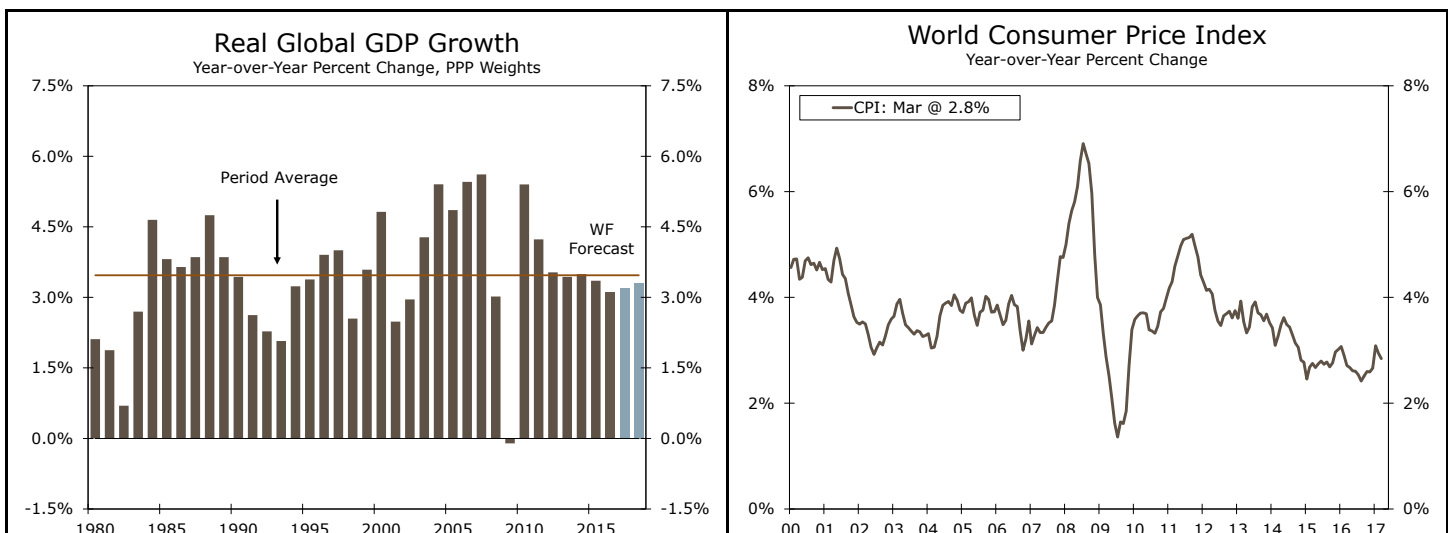 Real Global GDP Growth
Year-over-Year Percent Change, PPP Weights
7.5%
7.5%
6.0%
6.0%
Period Average
WF
Forecast
4.5%
4.5%
3.0%
3.0%
1.5%
1.5%
0.0%
0.0%
-1.5%
-1.5%
1980 1985 1990 1995 2000 2005 2010 2015
World Consumer Price Index
Year-over-Year Percent Change
8%
8%
CPI: Mar @ 2.8%
6%
6%
4%
4%
2%
2%
0%
0%
00 01 02 03 04 05 06 07 08 09 10 11 12 13 14 15 16 17